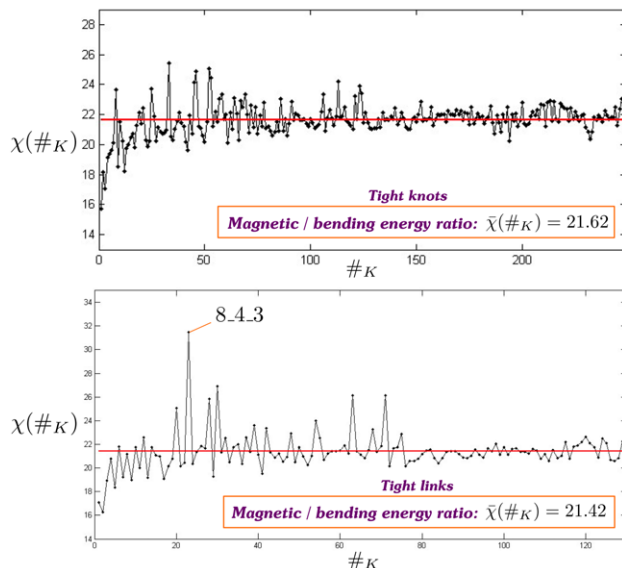 28
26
24
22
20
18
16
14
χ(#K)
Tight knots
Magnetic / bending energy ratio: χ̄(#K) = 21.62
0 50 100 150 200
#K
34
32
30
28
26
24
22
20
18
16
14
8_4_3
χ(#K)
Tight links
Magnetic / bending energy ratio: χ̄(#K) = 21.42
0 20 40 60 80 100 120
#K